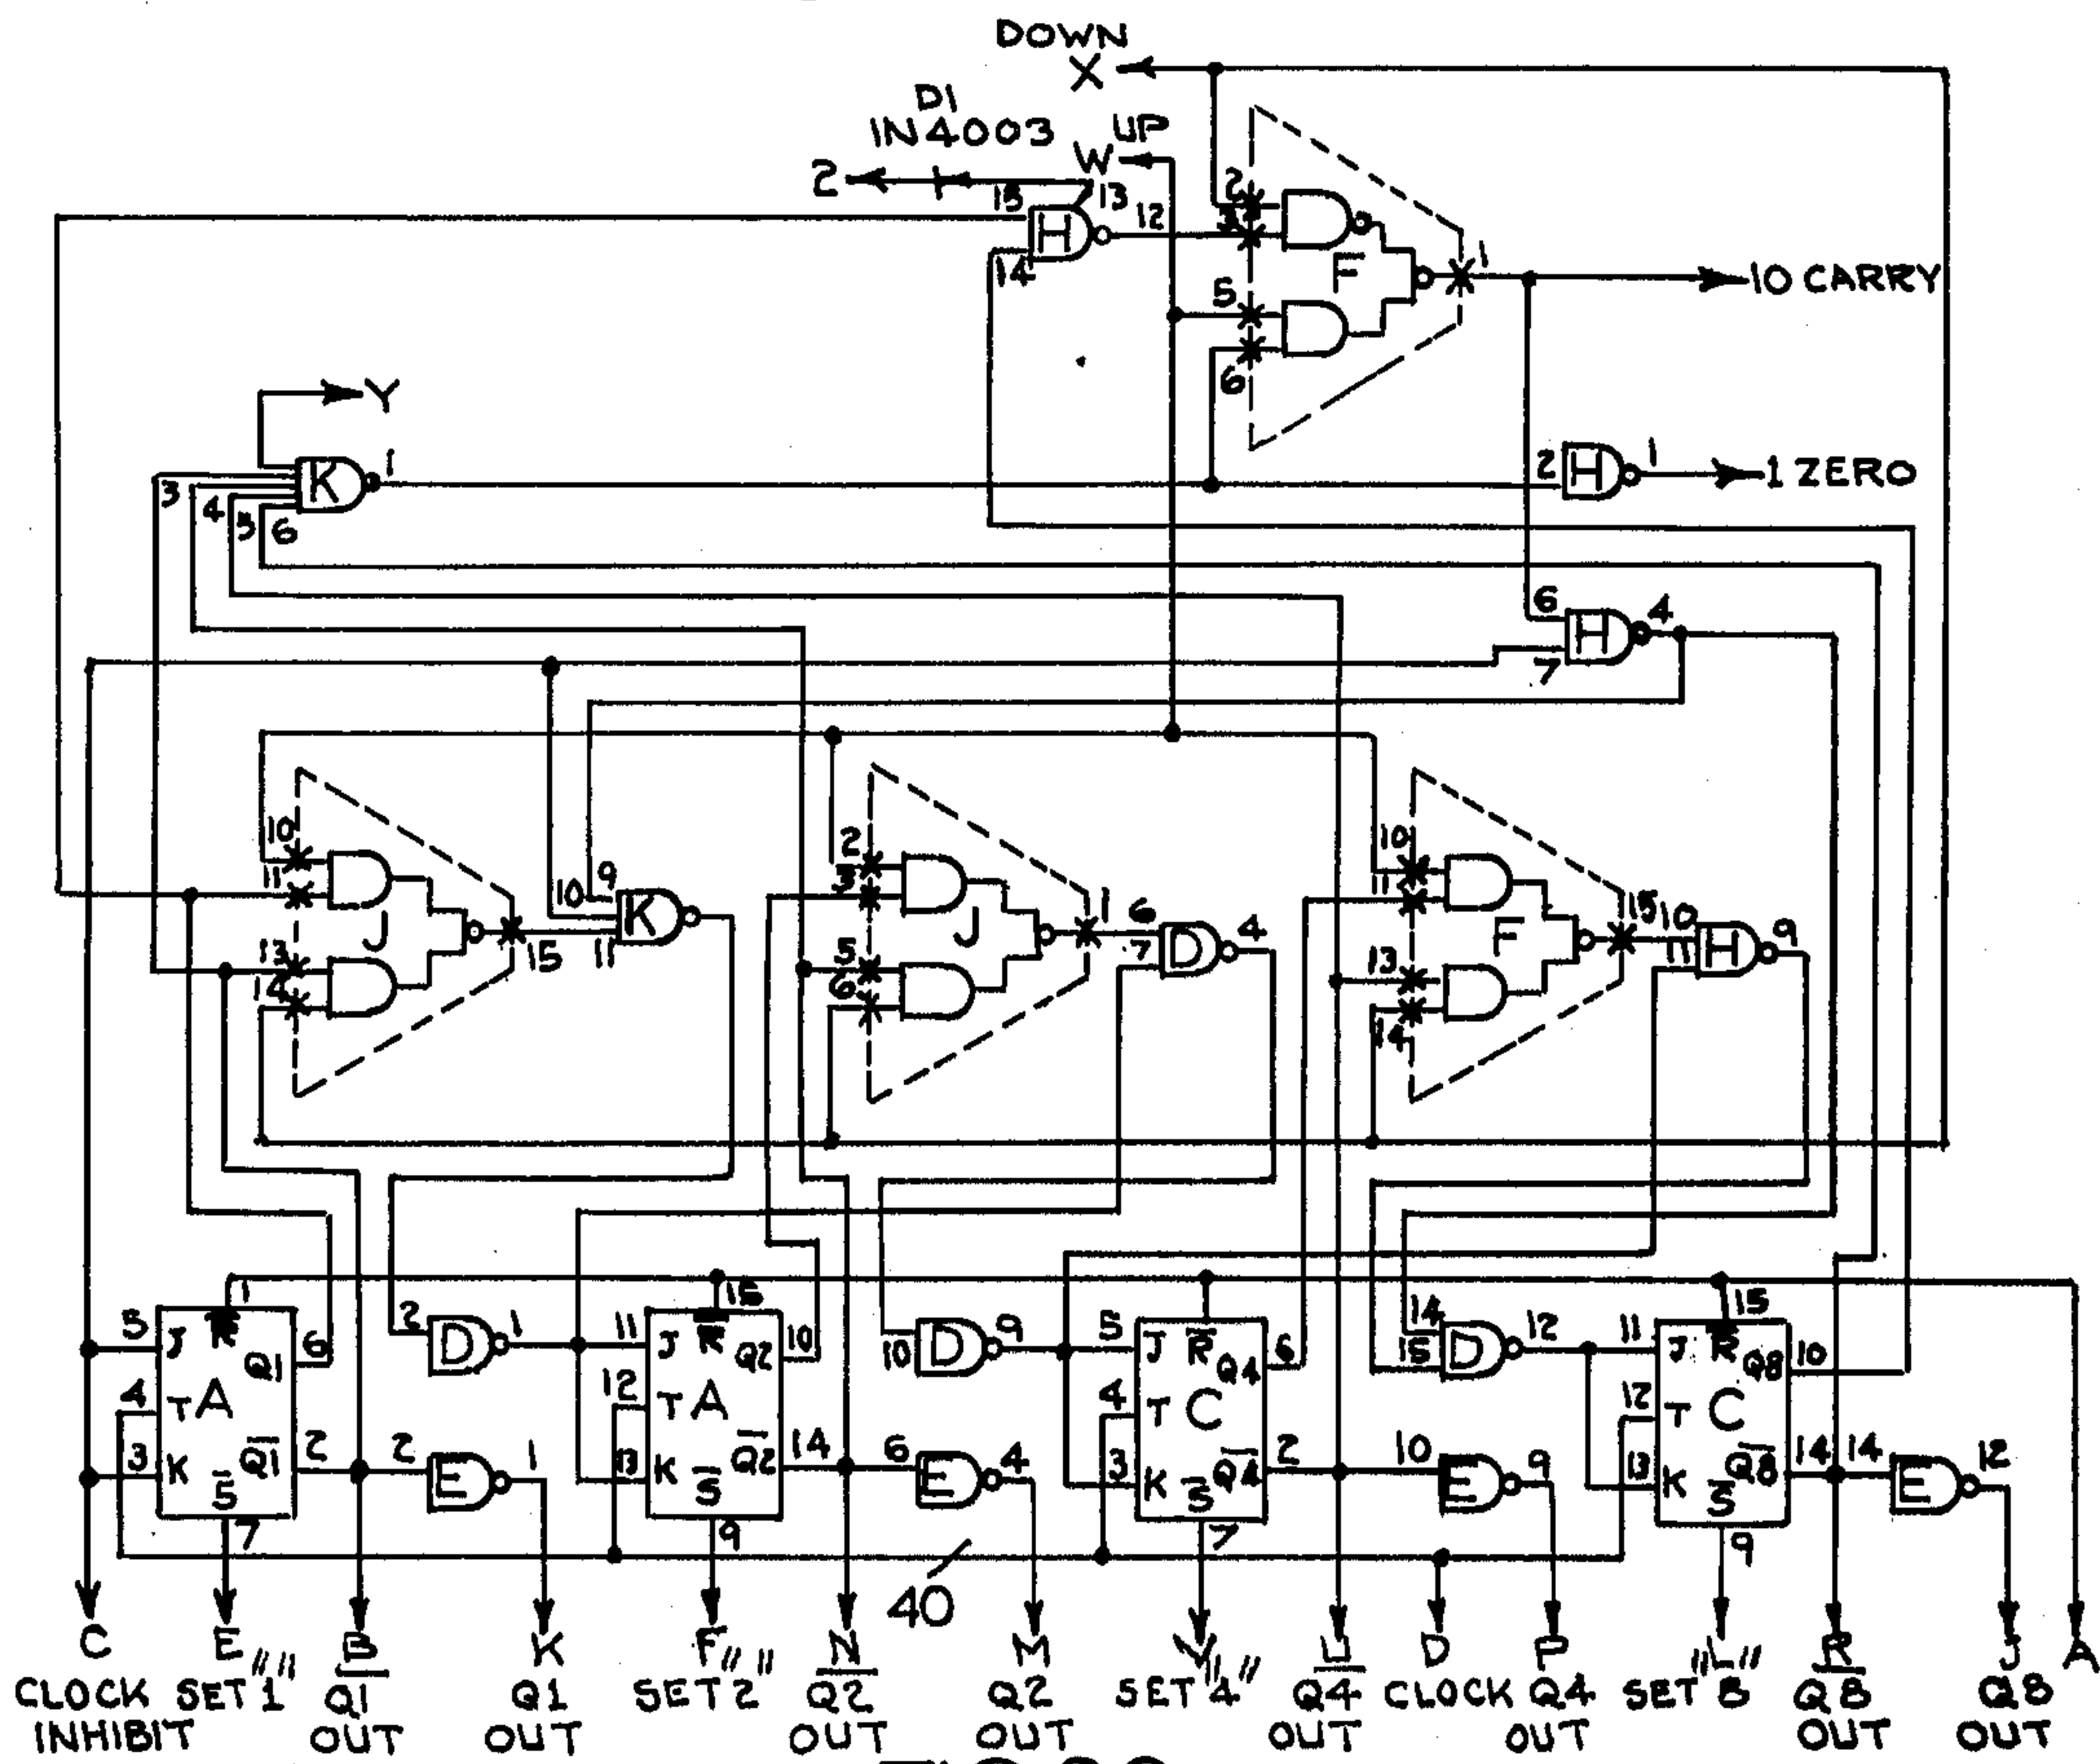 DOWN
X
D1
1N4003
UP
W
2
15
13
12
H
14
2
3
5
6
F
1
10 CARRY
Y
K
1
3
4
5
6
2
H
1
1 ZERO
6
H
4
7
10
11
J
13
14
15
9
10
K
11
2
3
J
5
6
1
6
7
D
4
10
11
F
13
14
15
10
11
H
9
1
5
J
R
Q1
6
4
T
A
3
K
Q1
2
S
7
2
D
1
2
E
1
15
11
J
R
Q2
10
12
T
A
13
K
Q2
14
S
9
10
D
9
6
E
4
5
J
R
Q4
6
4
T
C
3
K
Q4
2
S
7
14
15
D
12
10
E
9
15
11
J
R
Q8
10
12
T
C
13
K
Q8
14
S
9
14
E
12
40
C
E
B
K
F
N
M
V
U
D
P
L
R
J
A
CLOCK INHIBIT
SET "1"
Q1 OUT
Q1 OUT
SET "2"
Q2 OUT
Q2 OUT
SET "4"
Q4 OUT
CLOCK
Q4 OUT
SET "8"
Q8 OUT
Q8 OUT